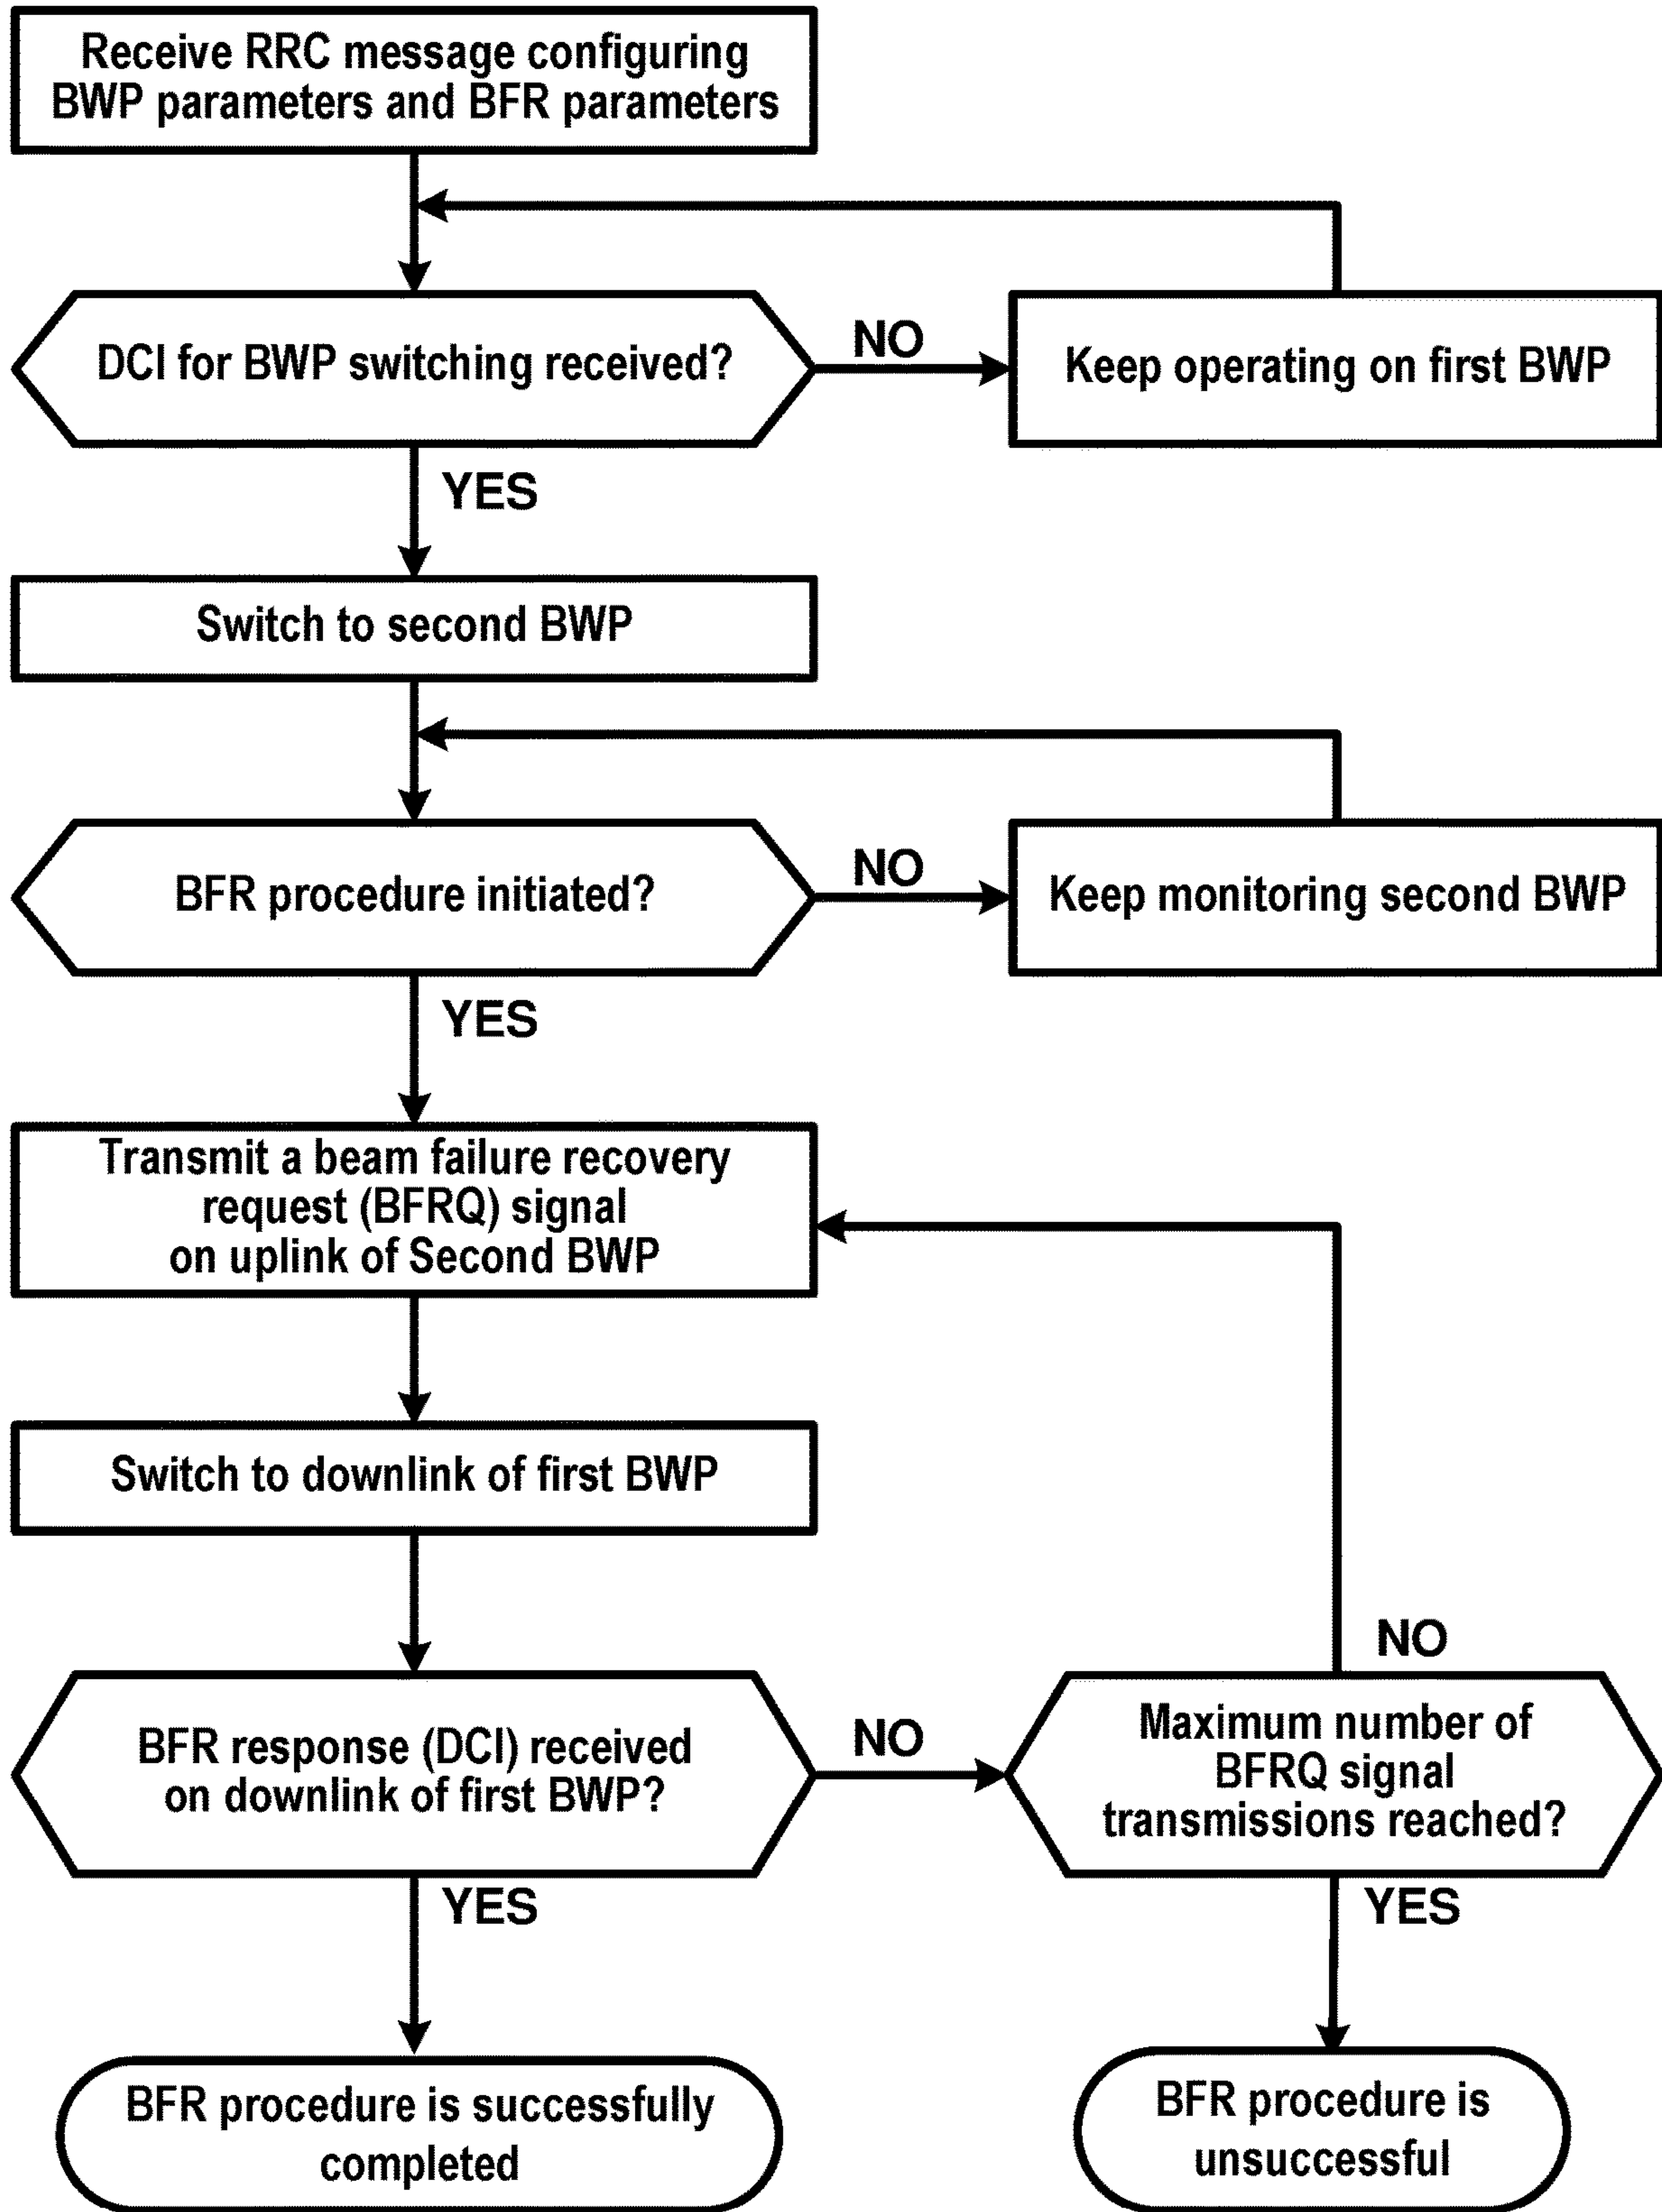 Receive RRC message configuring
BWP parameters and BFR parameters
DCI for BWP switching received?
NO
Keep operating on first BWP
YES
Switch to second BWP
BFR procedure initiated?
NO
Keep monitoring second BWP
YES
Transmit a beam failure recovery
request (BFRQ) signal
on uplink of Second BWP
Switch to downlink of first BWP
BFR response (DCI) received
on downlink of first BWP?
NO
NO
Maximum number of
BFRQ signal
transmissions reached?
YES
YES
BFR procedure is successfully
completed
BFR procedure is
unsuccessful